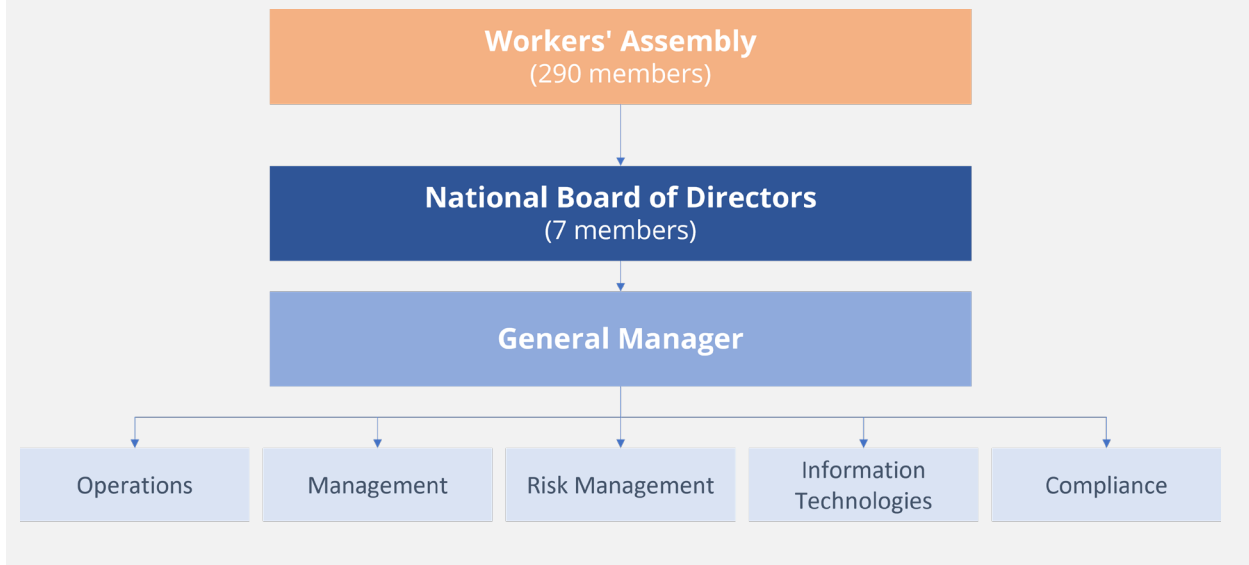 Workers' Assembly
(290 members)
National Board of Directors
(7 members)
General Manager
Operations
Management
Risk Management
Information
Technologies
Compliance